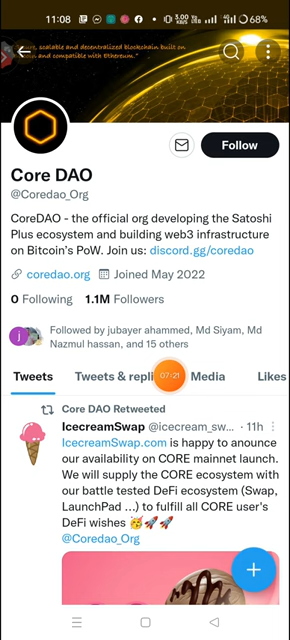 11:08 3.00 68%
scalable and decentralized blockchain built on
and compatible with Ethereum."
Follow
Core DAO
@Coredao_Org
CoreDAO - the official org developing the Satoshi
Plus ecosystem and building web3 infrastructure
on Bitcoin's PoW. Join us: discord.gg/coredao
coredao.org Joined May 2022
0 Following 1.1M Followers
Followed by jubayer ahammed, Md Siyam, Md
Nazmul hassan, and 15 others
Tweets Tweets & repli 07:21 Media Likes
Core DAO Retweeted
IcecreamSwap @icecream_sw... · 11h
IcecreamSwap.com is happy to anounce
our availability on CORE mainnet launch.
We will supply the CORE ecosystem with
our battle tested DeFi ecosystem (Swap,
LaunchPad ...) to fulfill all CORE user's
DeFi wishes 🥳🚀🚀
@Coredao_Org